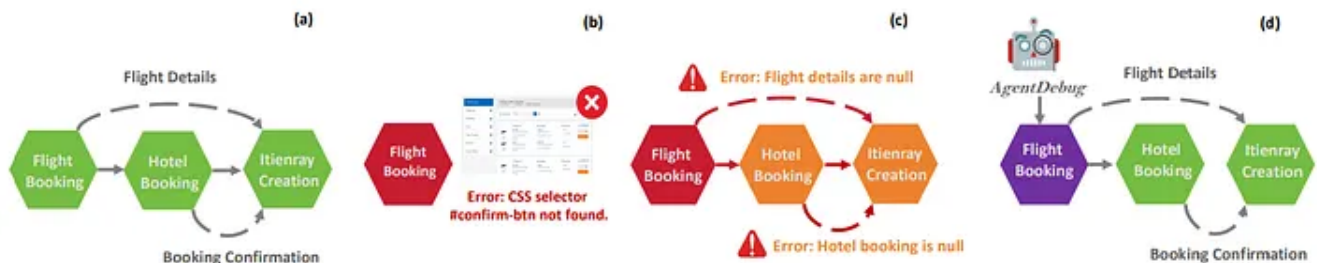 (a)
Flight Details
Flight
Booking
Hotel
Booking
Itienray
Creation
Booking Confirmation
(b)
Flight
Booking
Error: CSS selector
#confirm-btn not found.
(c)
Error: Flight details are null
Flight
Booking
Hotel
Booking
Itienray
Creation
Error: Hotel booking is null
(d)
AgentDebug
Flight Details
Flight
Booking
Hotel
Booking
Itienray
Creation
Booking Confirmation